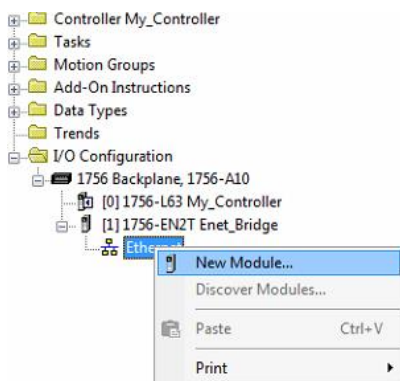 Controller My_Controller
Tasks
Motion Groups
Add-On Instructions
Data Types
Trends
I/O Configuration
1756 Backplane, 1756-A10
[0] 1756-L63 My_Controller
[1] 1756-EN2T Enet_Bridge
New Module...
Discover Modules...
Paste Ctrl+V
Print